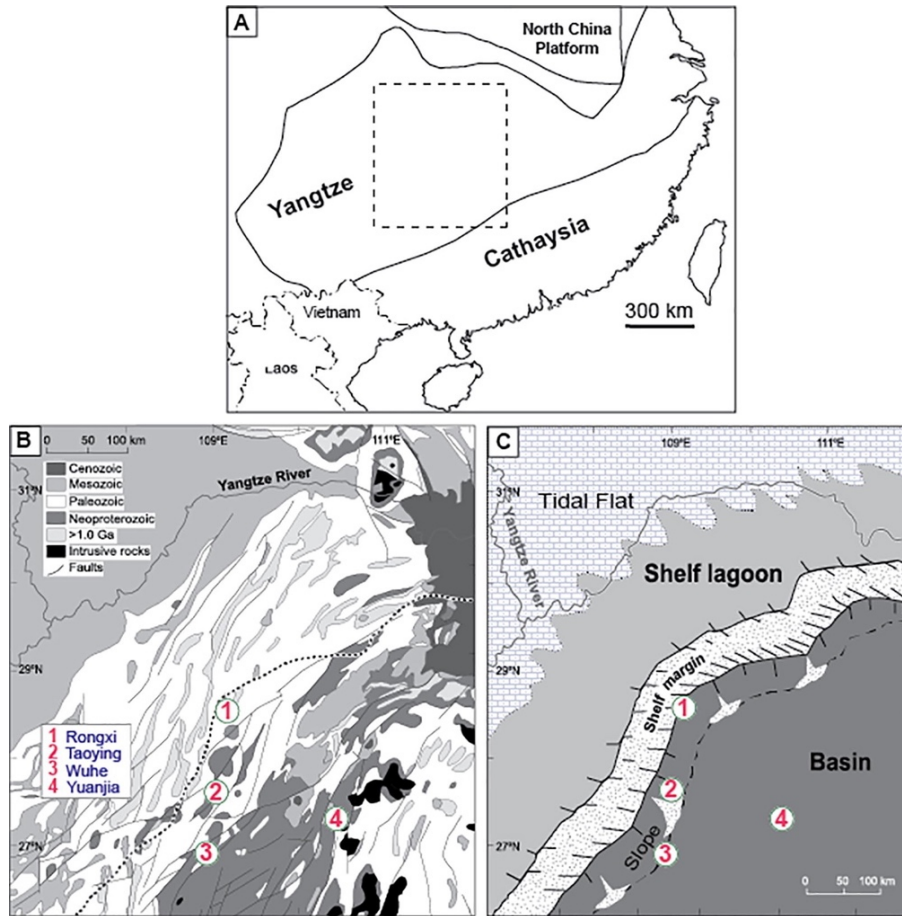 A
North China
Platform
Yangtze
Cathaysia
300 km
Vietnam
Laos
B
0 50 100 km
109°E
111°E
Cenozoic
Mesozoic
Paleozoic
Neoproterozoic
>1.0 Ga
Intrusive rocks
Faults
Yangtze River
31°N
29°N
27°N
1 Rongxi
2 Taoying
3 Wuhe
4 Yuanjia
1
2
3
4
C
109°E
111°E
31°N
Tidal Flat
Yangtze River
Shelf lagoon
29°N
Shelf margin
1
Basin
2
4
Slope
27°N
3
0 50 100 km